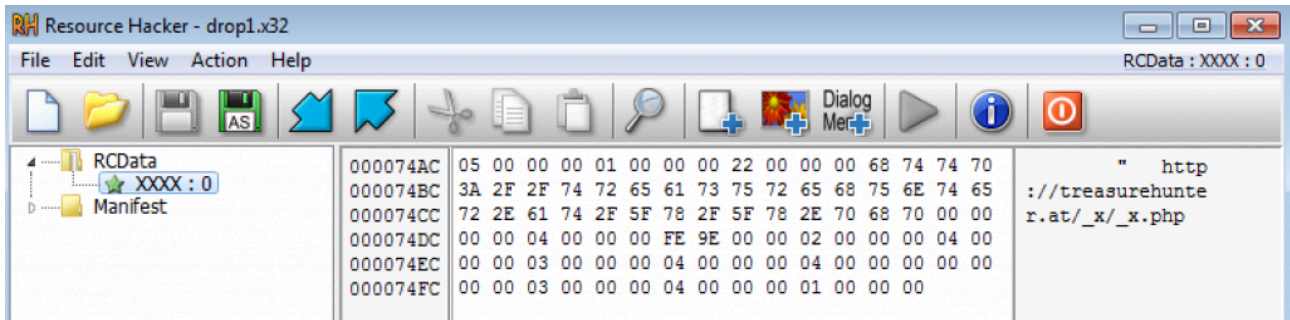 Resource Hacker - drop1.x32
File Edit View Action Help RCData : XXXX : 0
AS Dialog
Men
RCData
XXXX : 0
Manifest
000074AC 05 00 00 00 01 00 00 00 22 00 00 00 68 74 74 70 " http
000074BC 3A 2F 2F 74 72 65 61 73 75 72 65 68 75 6E 74 65 ://treasurehunte
000074CC 72 2E 61 74 2F 5F 78 2F 5F 78 2E 70 68 70 00 00 r.at/_x/_x.php
000074DC 00 00 04 00 00 00 FE 9E 00 00 02 00 00 00 04 00
000074EC 00 00 03 00 00 00 04 00 00 00 04 00 00 00 00 00
000074FC 00 00 03 00 00 00 04 00 00 00 01 00 00 00